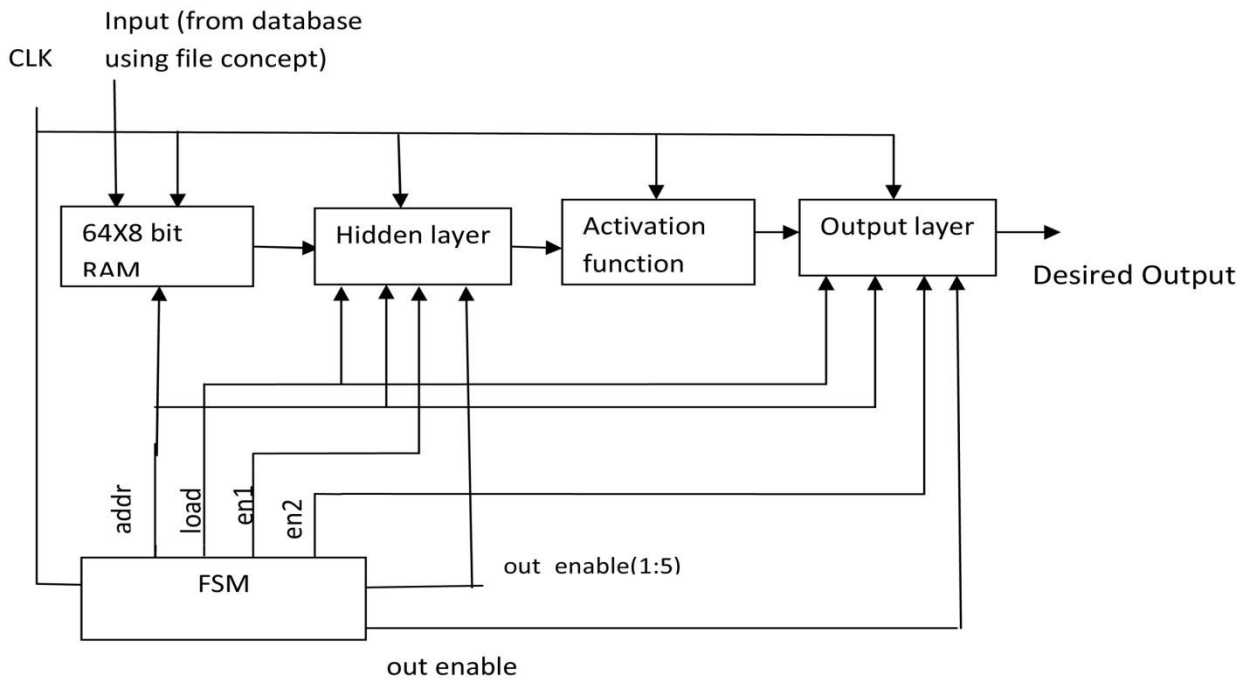 Input (from database
using file concept)
CLK
64X8 bit
RAM
Hidden layer
Activation
function
Output layer
Desired Output
addr
load
en1
en2
FSM
out enable(1:5)
out enable